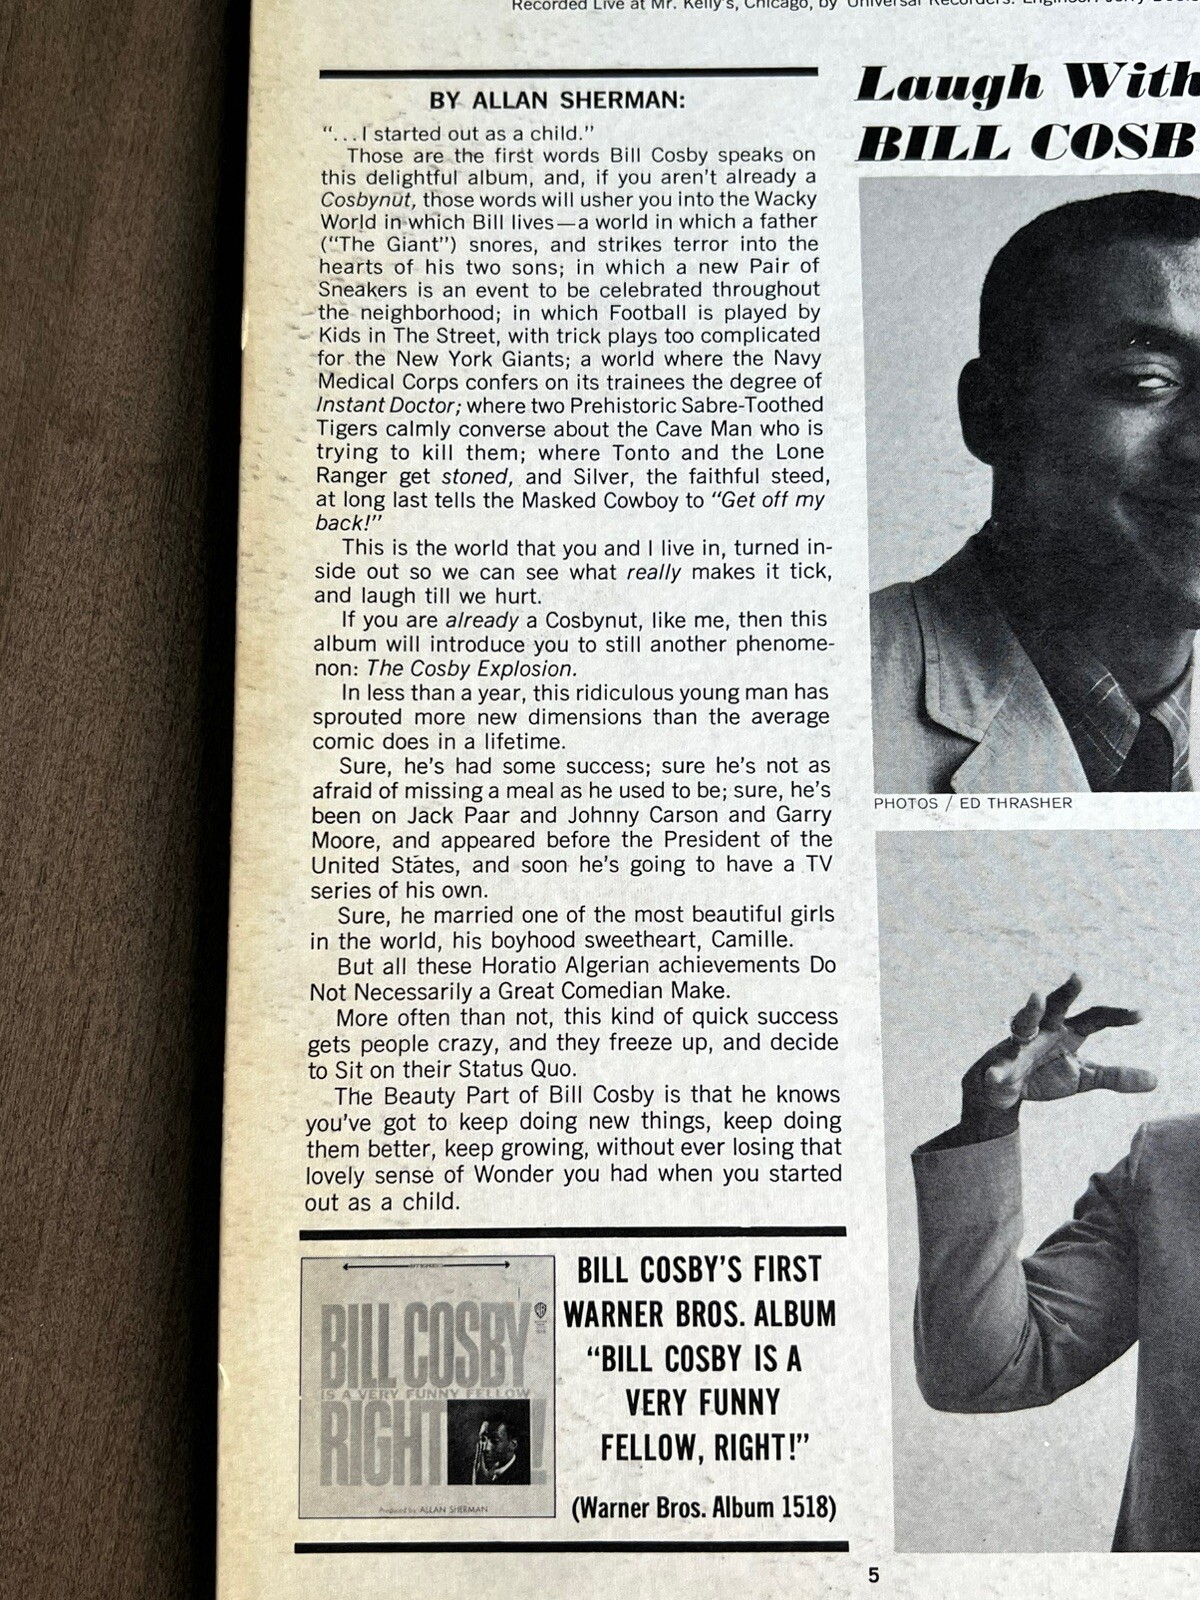 Recorded Live at Mr. Kelly's, Chicago, by Universal Recorders. Engineer: Jerry
BY ALLAN SHERMAN:
“. . . I started out as a child.”
Those are the first words Bill Cosby speaks on
this delightful album, and, if you aren't already a
Cosbynut, those words will usher you into the Wacky
World in which Bill lives—a world in which a father
(“The Giant”) snores, and strikes terror into the
hearts of his two sons; in which a new Pair of
Sneakers is an event to be celebrated throughout
the neighborhood; in which Football is played by
Kids in The Street, with trick plays too complicated
for the New York Giants; a world where the Navy
Medical Corps confers on its trainees the degree of
Instant Doctor; where two Prehistoric Sabre-Toothed
Tigers calmly converse about the Cave Man who is
trying to kill them; where Tonto and the Lone
Ranger get stoned, and Silver, the faithful steed,
at long last tells the Masked Cowboy to “Get off my
back!”
This is the world that you and I live in, turned in-
side out so we can see what really makes it tick,
and laugh till we hurt.
If you are already a Cosbynut, like me, then this
album will introduce you to still another phenome-
non: The Cosby Explosion.
In less than a year, this ridiculous young man has
sprouted more new dimensions than the average
comic does in a lifetime.
Sure, he's had some success; sure he's not as
afraid of missing a meal as he used to be; sure, he's
been on Jack Paar and Johnny Carson and Garry
Moore, and appeared before the President of the
United States, and soon he's going to have a TV
series of his own.
Sure, he married one of the most beautiful girls
in the world, his boyhood sweetheart, Camille.
But all these Horatio Algerian achievements Do
Not Necessarily a Great Comedian Make.
More often than not, this kind of quick success
gets people crazy, and they freeze up, and decide
to Sit on their Status Quo.
The Beauty Part of Bill Cosby is that he knows
you've got to keep doing new things, keep doing
them better, keep growing, without ever losing that
lovely sense of Wonder you had when you started
out as a child.
Laugh With
BILL COSB
PHOTOS / ED THRASHER
STEREO
BILL COSBY
IS A VERY FUNNY FELLOW
RIGHT!
Produced by ALLAN SHERMAN
BILL COSBY'S FIRST
WARNER BROS. ALBUM
“BILL COSBY IS A
VERY FUNNY
FELLOW, RIGHT!”
(Warner Bros. Album 1518)
5